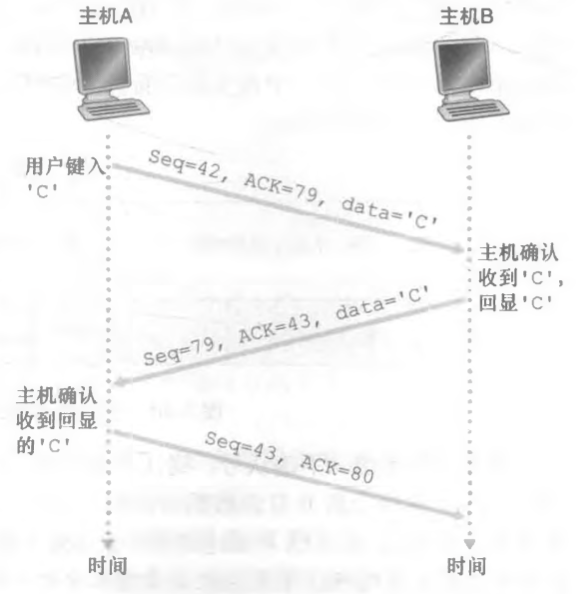 主机A
主机B
用户键入
'C'
Seq=42, ACK=79, data='C'
主机确认
收到'C',
回显'C'
Seq=79, ACK=43, data='C'
主机确认
收到回显
的'C'
Seq=43, ACK=80
时间
时间